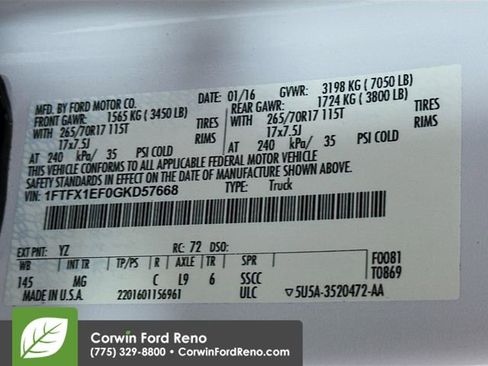 MFD. BY FORD MOTOR CO.
DATE: 01/16 GVWR: 3198 KG ( 7050 LB)
FRONT GAWR: 1565 KG ( 3450 LB) REAR GAWR: 1724 KG ( 3800 LB)
WITH 265/70R17 115T TIRES WITH 265/70R17 115T TIRES
17x7.5J RIMS 17x7.5J RIMS
AT 240 kPa/ 35 PSI COLD AT 240 kPa/ 35 PSI COLD
THIS VEHICLE CONFORMS TO ALL APPLICABLE FEDERAL MOTOR VEHICLE
SAFETY STANDARDS IN EFFECT ON THE DATE OF MANUFACTURE SHOWN ABOVE.
VIN: 1FTFX1EF0GKD57668 TYPE: Truck
EXT PNT: YZ RC: 72 DSO: F0081
WB INT TR TP/PS R AXLE TR SPR T0869
145 MG C L9 6 SSCC
MADE IN U.S.A. 2201601156961 ULC ▽5U5A-3520472-AA
Corwin Ford Reno
(775) 329-8800 • CorwinFordReno.com